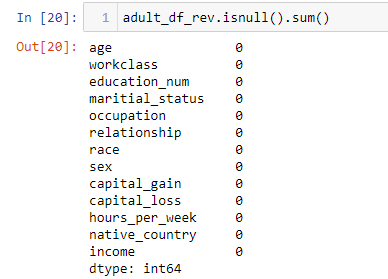 In [20]: 1 adult_df_rev.isnull().sum()
Out[20]: age 0
workclass 0
education_num 0
maritial_status 0
occupation 0
relationship 0
race 0
sex 0
capital_gain 0
capital_loss 0
hours_per_week 0
native_country 0
income 0
dtype: int64